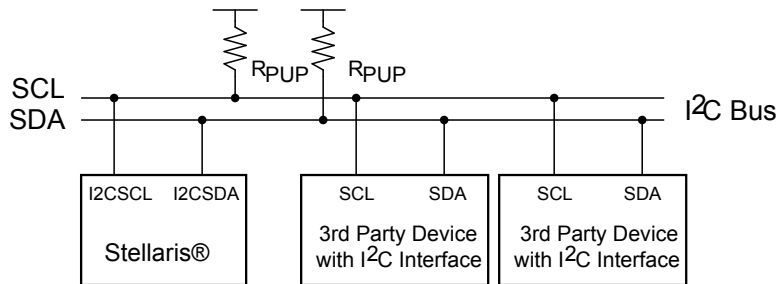 RPUP RPUP
SCL
SDA
I²C Bus
I2CSCL I2CSDA
Stellaris®
SCL SDA
3rd Party Device
with I²C Interface
SCL SDA
3rd Party Device
with I²C Interface